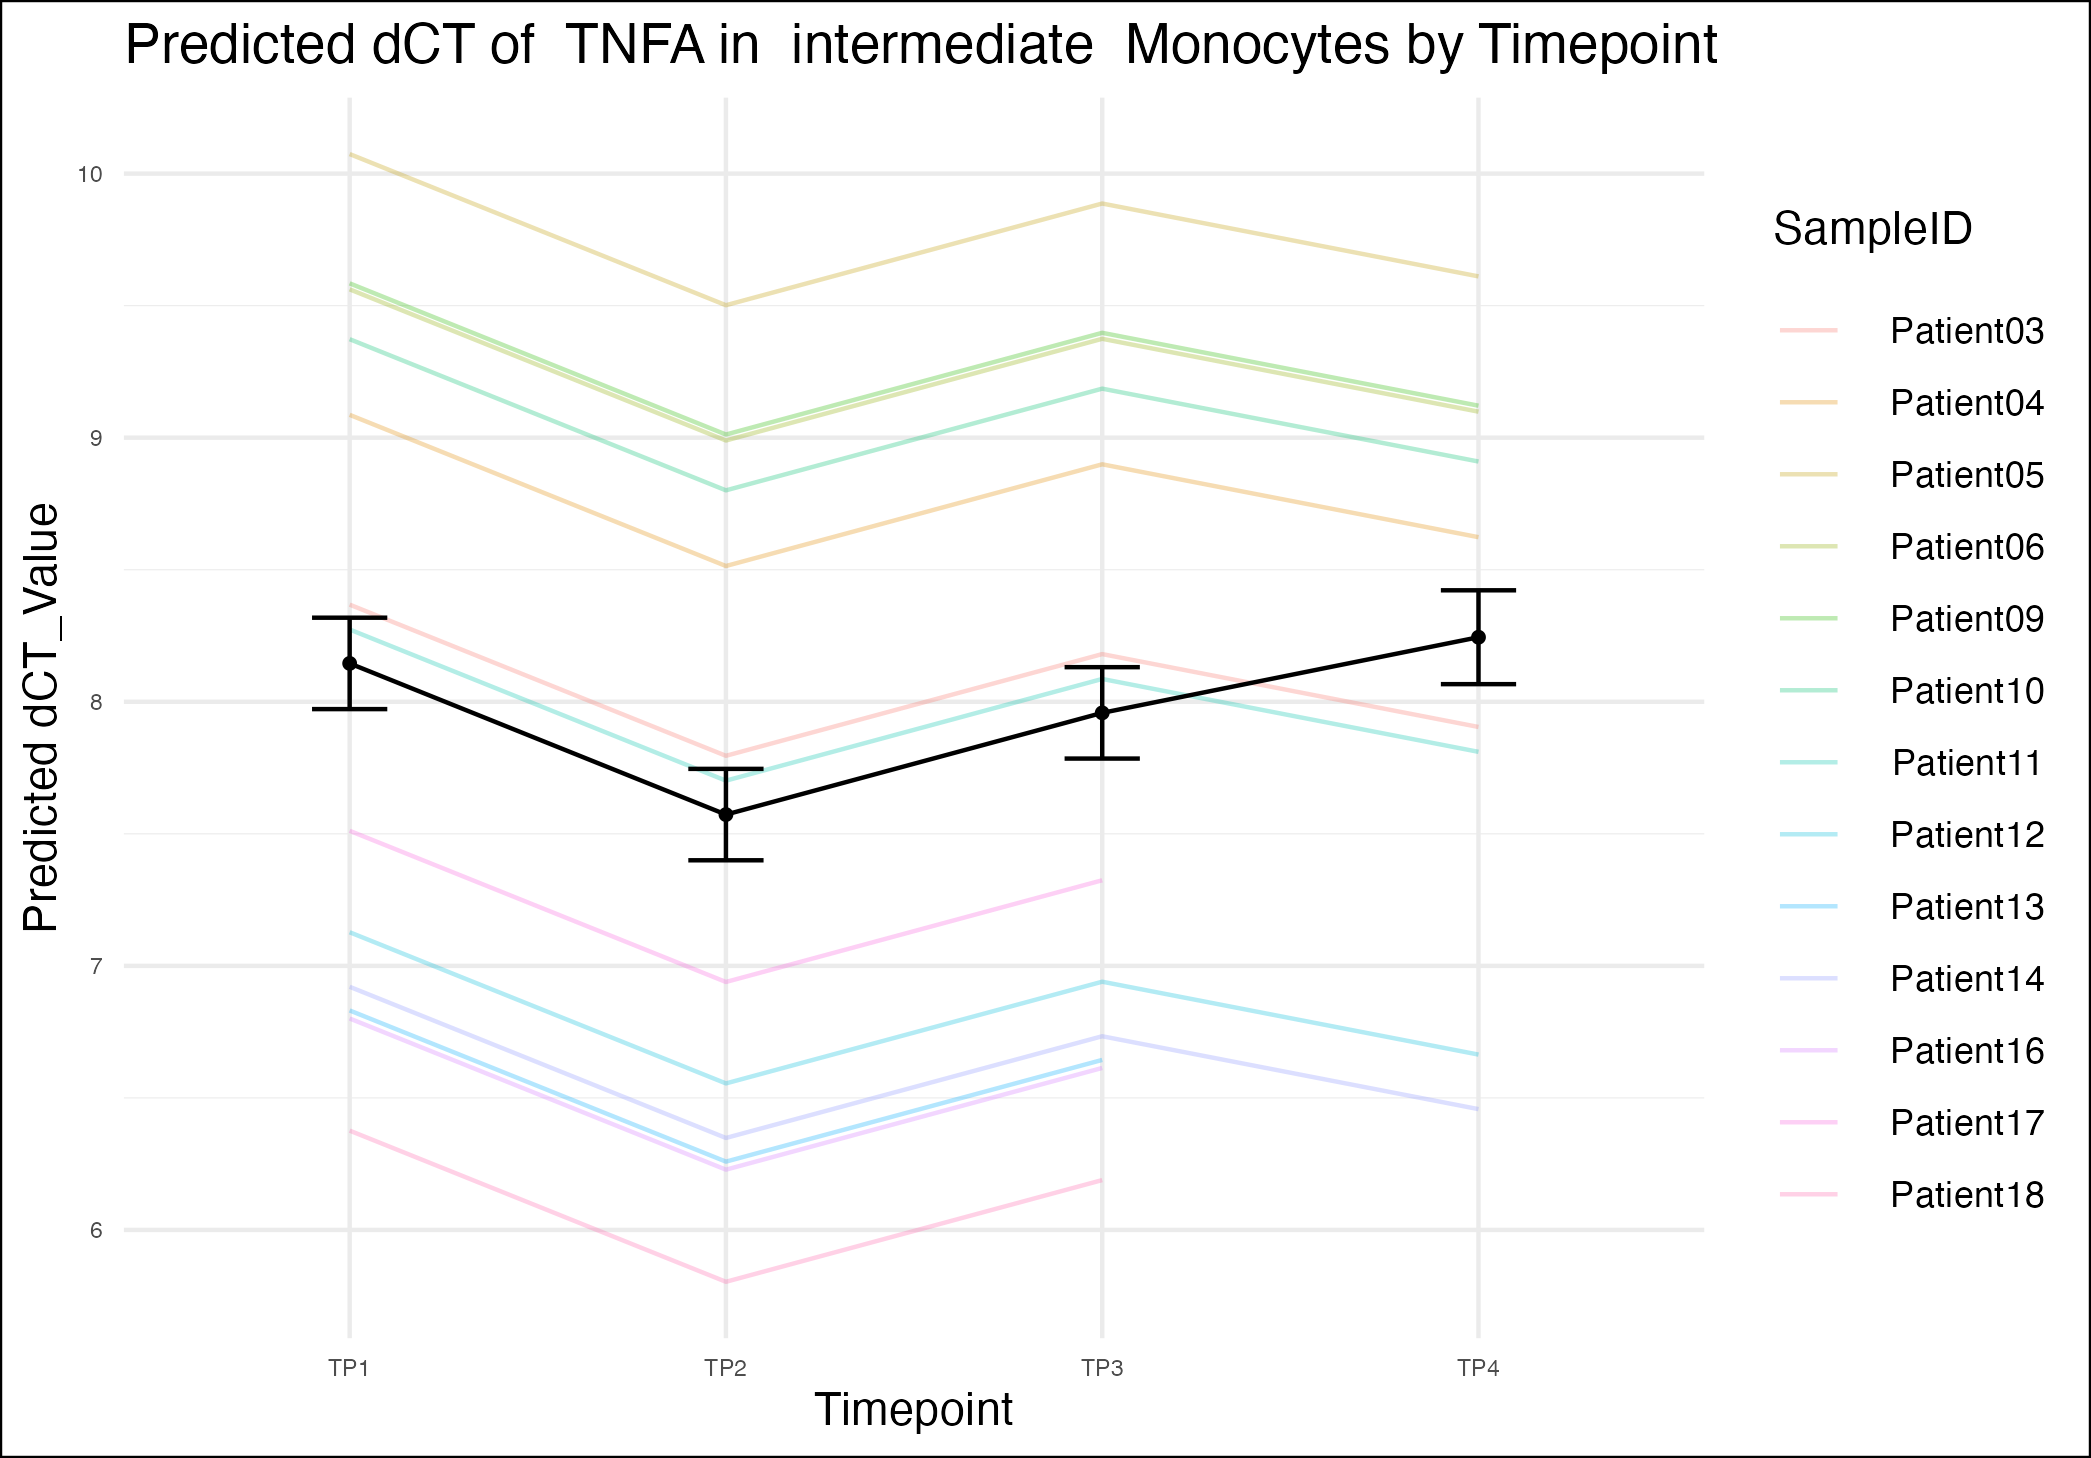 Predicted dCT of  TNFA in  intermediate  Monocytes by Timepoint
10
9
8
7
6
Predicted dCT_Value
TP1 TP2 TP3 TP4
Timepoint
SampleID
Patient03
Patient04
Patient05
Patient06
Patient09
Patient10
Patient11
Patient12
Patient13
Patient14
Patient16
Patient17
Patient18